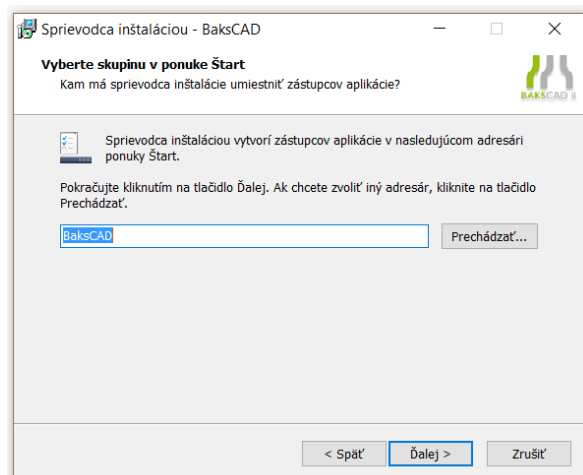 Sprievodca inštaláciou - BaksCAD
Vyberte skupinu v ponuke Štart
Kam má sprievodca inštalácie umiestniť zástupcov aplikácie?
BAKSCAD II
Sprievodca inštaláciou vytvorí zástupcov aplikácie v nasledujúcom adresári
ponuky Štart.
Pokračujte kliknutím na tlačidlo Ďalej. Ak chcete zvoliť iný adresár, kliknite na tlačidlo
Prechádzať.
BaksCAD
Prechádzať...
< Späť
Ďalej >
Zrušiť